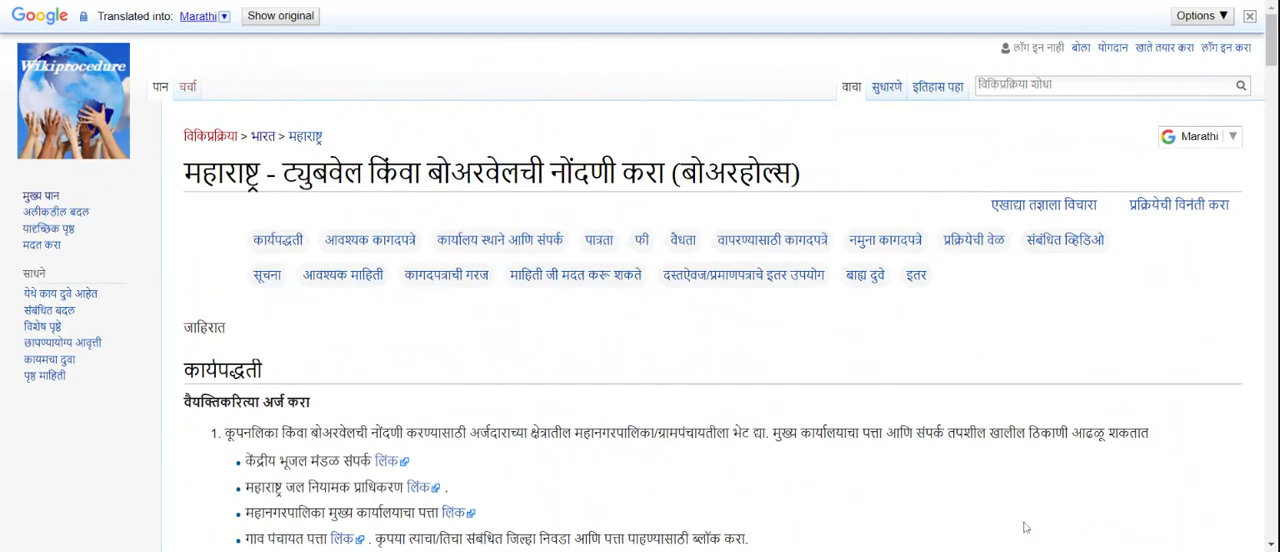 Google Translated into: Marathi Show original Options ▼
Wikiprocedure
लॉग इन नाही बोला योगदान खाते तयार करा लॉग इन करा
पान चर्चा वाचा सुधारणे इतिहास पहा विकिप्रक्रिया शोधा
विकिप्रक्रिया > भारत > महाराष्ट्र
Marathi ▼
महाराष्ट्र - ट्युबवेल किंवा बोअरवेलची नोंदणी करा (बोअरहोल्स)
एखाद्या तज्ञाला विचारा प्रक्रियेची विनंती करा
मुख्य पान
अलीकडील बदल
यादृच्छिक पृष्ठ
मदत करा
साधने
येथे काय दुवे आहेत
संबंधित बदल
विशेष पृष्ठे
छापण्यायोग्य आवृत्ती
कायमचा दुवा
पृष्ठ माहिती
कार्यपद्धती आवश्यक कागदपत्रे कार्यालय स्थाने आणि संपर्क पात्रता फी वैधता वापरण्यासाठी कागदपत्रे नमुना कागदपत्रे प्रक्रियेची वेळ संबंधित व्हिडिओ
सूचना आवश्यक माहिती कागदपत्राची गरज माहिती जी मदत करू शकते दस्तऐवज/प्रमाणपत्राचे इतर उपयोग बाह्य दुवे इतर
जाहिरात
कार्यपद्धती
वैयक्तिकरित्या अर्ज करा
1. कूपनलिका किंवा बोअरवेलची नोंदणी करण्यासाठी अर्जदाराच्या क्षेत्रातील महानगरपालिका/ग्रामपंचायतीला भेट द्या. मुख्य कार्यालयाचा पत्ता आणि संपर्क तपशील खालील ठिकाणी आढळू शकतात
• केंद्रीय भूजल मंडळ संपर्क लिंक
• महाराष्ट्र जल नियामक प्राधिकरण लिंक .
• महानगरपालिका मुख्य कार्यालयाचा पत्ता लिंक
• गाव पंचायत पत्ता लिंक . कृपया त्याचा/तिचा संबंधित जिल्हा निवडा आणि पत्ता पाहण्यासाठी ब्लॉक करा.